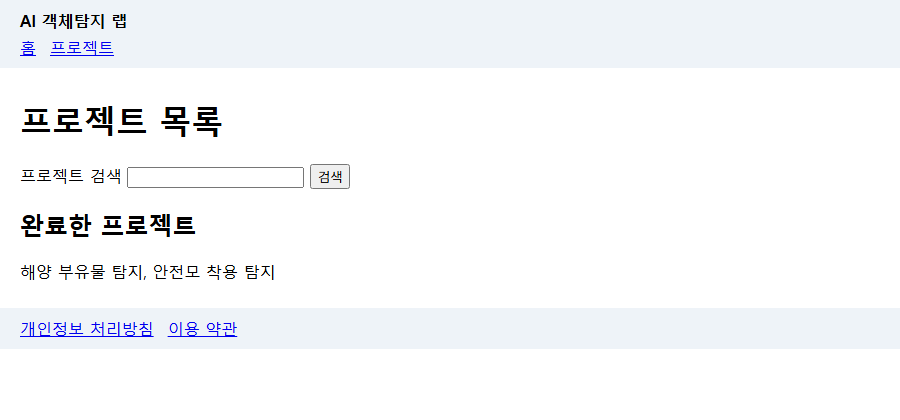 AI 객체탐지 랩
홈 프로젝트
프로젝트 목록
프로젝트 검색 검색
완료한 프로젝트
해양 부유물 탐지, 안전모 착용 탐지
개인정보 처리방침 이용 약관